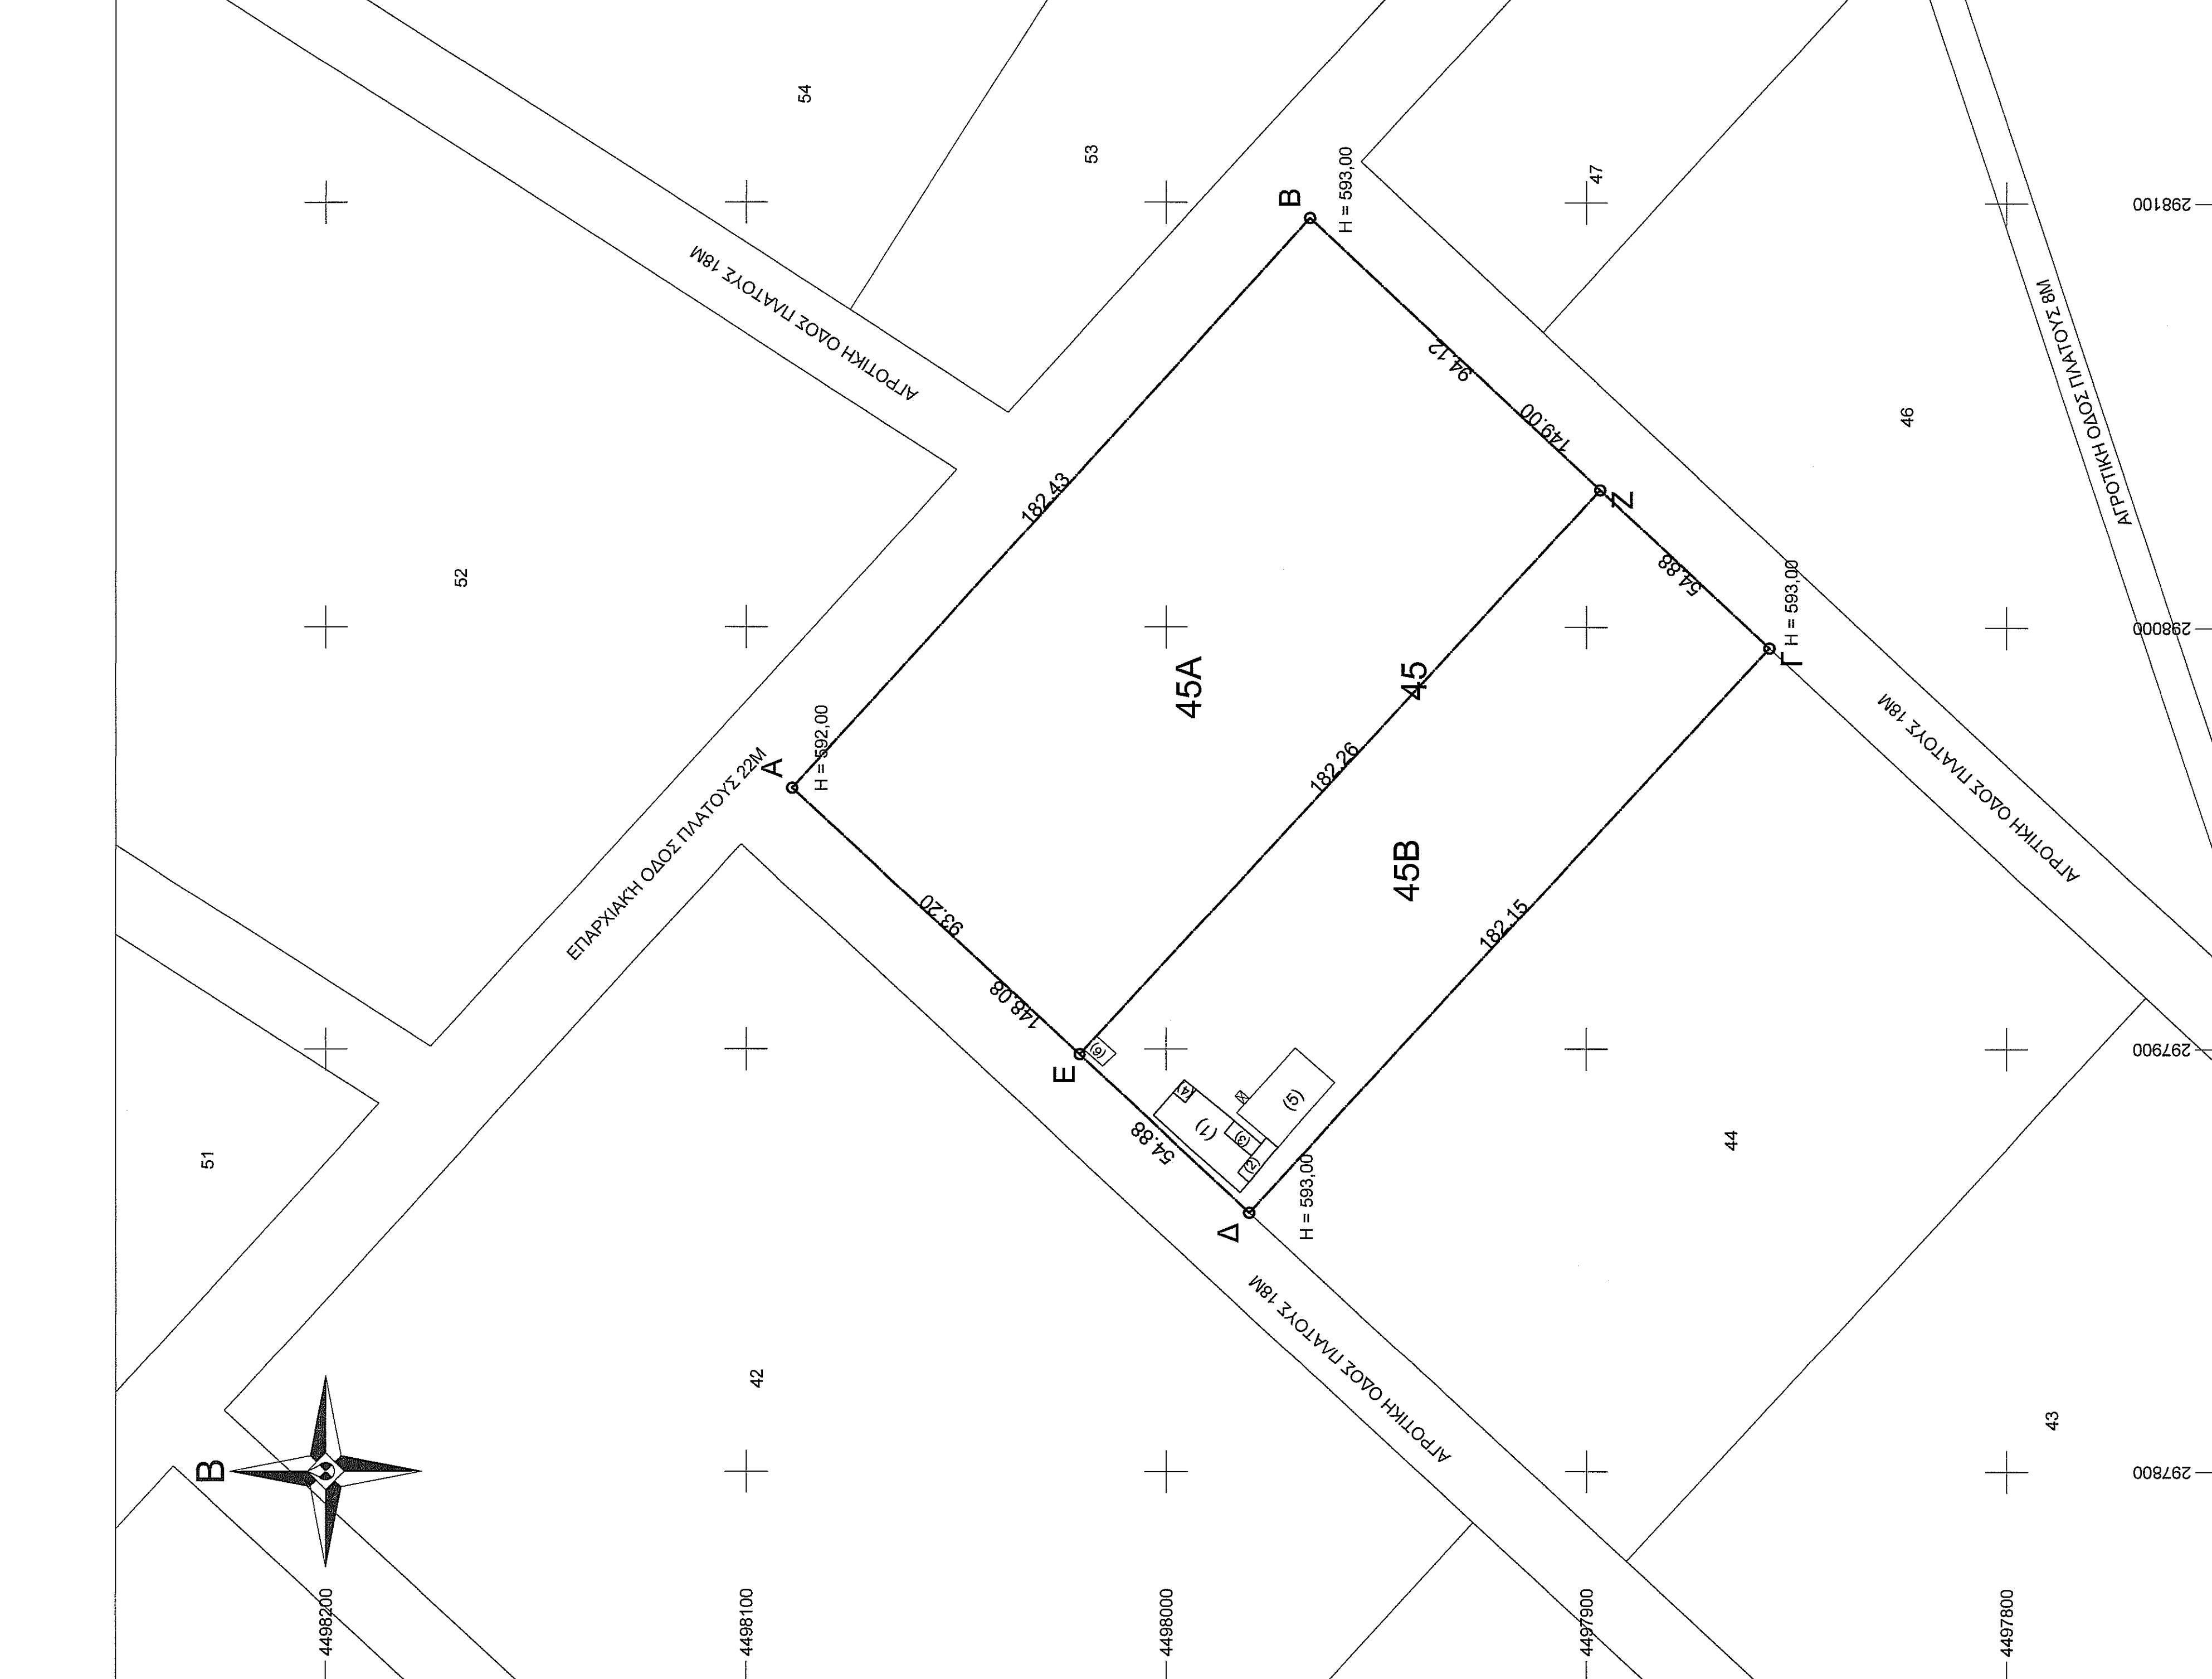 54
53
B
H = 593,00
47
298100
ΑΓΡΟΤΙΚΗ ΟΔΟΣ ΠΛΑΤΟΥΣ 18Μ
ΑΓΡΟΤΙΚΗ ΟΔΟΣ ΠΛΑΤΟΥΣ 8Μ
94.12
46
149.00
182.43
Z
52
54.88
H = 593,00
298000
Γ
45A
45
A
H = 592,00
ΕΠΑΡΧΙΑΚΗ ΟΔΟΣ ΠΛΑΤΟΥΣ 22Μ
182.26
ΑΓΡΟΤΙΚΗ ΟΔΟΣ ΠΛΑΤΟΥΣ 18Μ
45B
93.20
182.15
148.08
E
(6)
297900
(4)
(5)
(1)
(3)
(2)
54.88
51
44
Δ
H = 593,00
ΑΓΡΟΤΙΚΗ ΟΔΟΣ ΠΛΑΤΟΥΣ 18Μ
42
43
B
297800
4498200
4498100
4498000
4497900
4497800